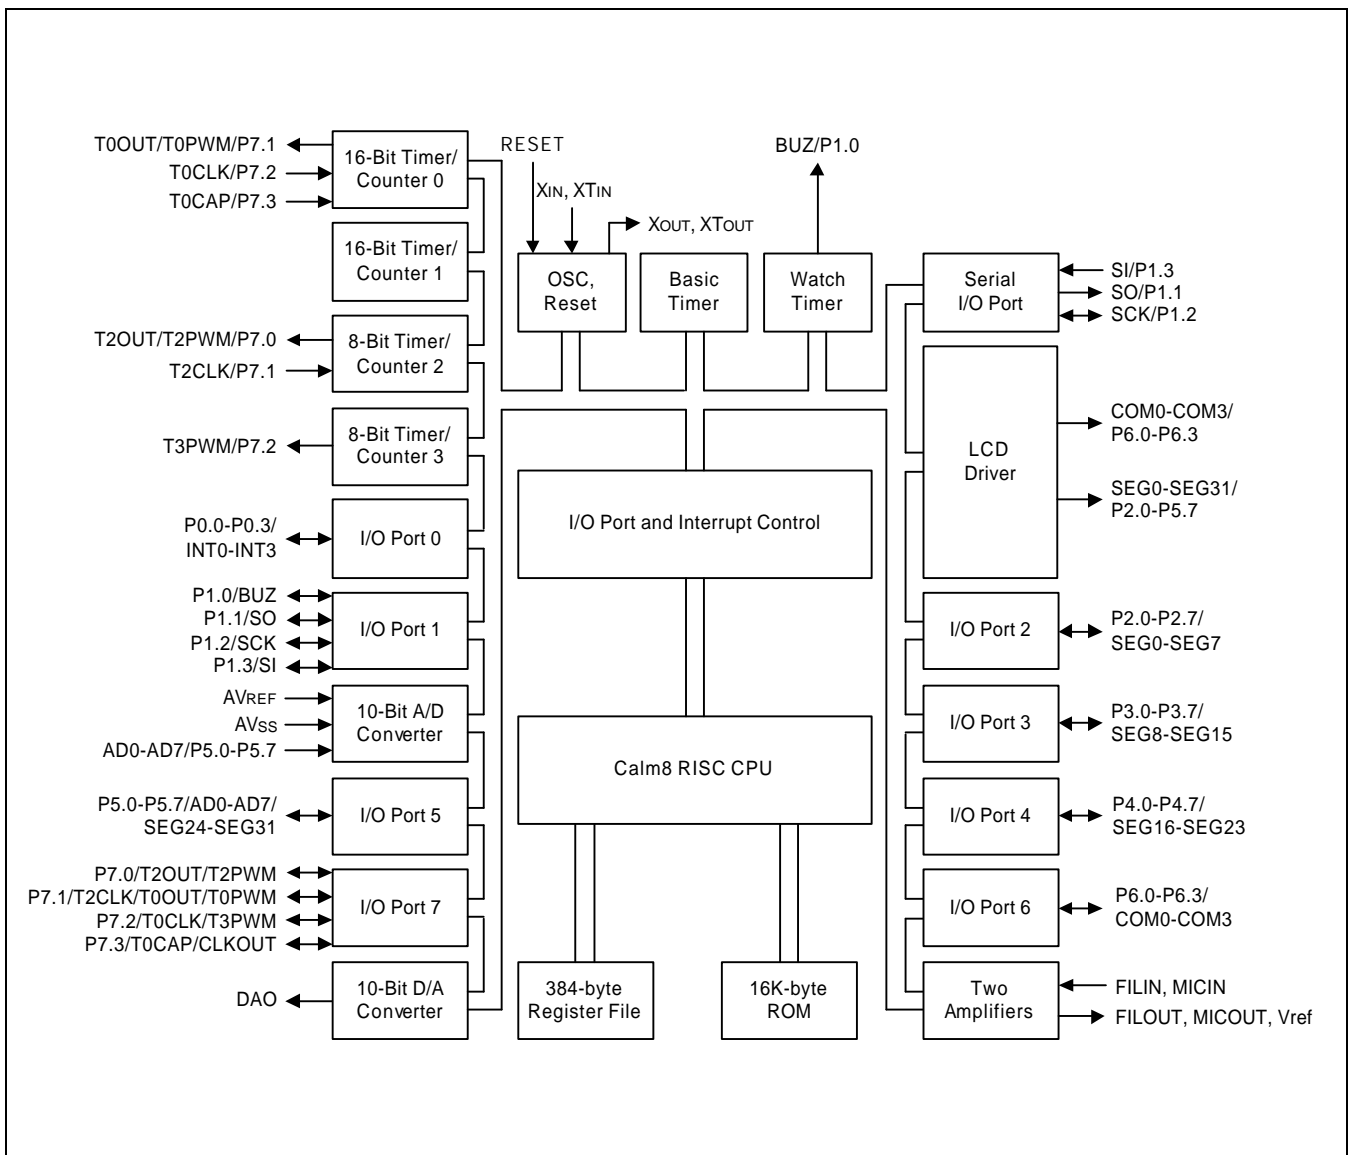 T0OUT/T0PWM/P7.1
T0CLK/P7.2
T0CAP/P7.3
16-Bit Timer/
Counter 0
16-Bit Timer/
Counter 1
T2OUT/T2PWM/P7.0
T2CLK/P7.1
8-Bit Timer/
Counter 2
T3PWM/P7.2
8-Bit Timer/
Counter 3
P0.0-P0.3/
INT0-INT3
I/O Port 0
P1.0/BUZ
P1.1/SO
P1.2/SCK
P1.3/SI
I/O Port 1
AVREF
AVSS
AD0-AD7/P5.0-P5.7
10-Bit A/D
Converter
P5.0-P5.7/AD0-AD7/
SEG24-SEG31
I/O Port 5
P7.0/T2OUT/T2PWM
P7.1/T2CLK/T0OUT/T0PWM
P7.2/T0CLK/T3PWM
P7.3/T0CAP/CLKOUT
I/O Port 7
DAO
10-Bit D/A
Converter
RESET
XIN, XTIN
XOUT, XTOUT
BUZ/P1.0
OSC,
Reset
Basic
Timer
Watch
Timer
I/O Port and Interrupt Control
Calm8 RISC CPU
384-byte
Register File
16K-byte
ROM
Serial
I/O Port
SI/P1.3
SO/P1.1
SCK/P1.2
LCD
Driver
COM0-COM3/
P6.0-P6.3
SEG0-SEG31/
P2.0-P5.7
I/O Port 2
P2.0-P2.7/
SEG0-SEG7
I/O Port 3
P3.0-P3.7/
SEG8-SEG15
I/O Port 4
P4.0-P4.7/
SEG16-SEG23
I/O Port 6
P6.0-P6.3/
COM0-COM3
Two
Amplifiers
FILIN, MICIN
FILOUT, MICOUT, Vref